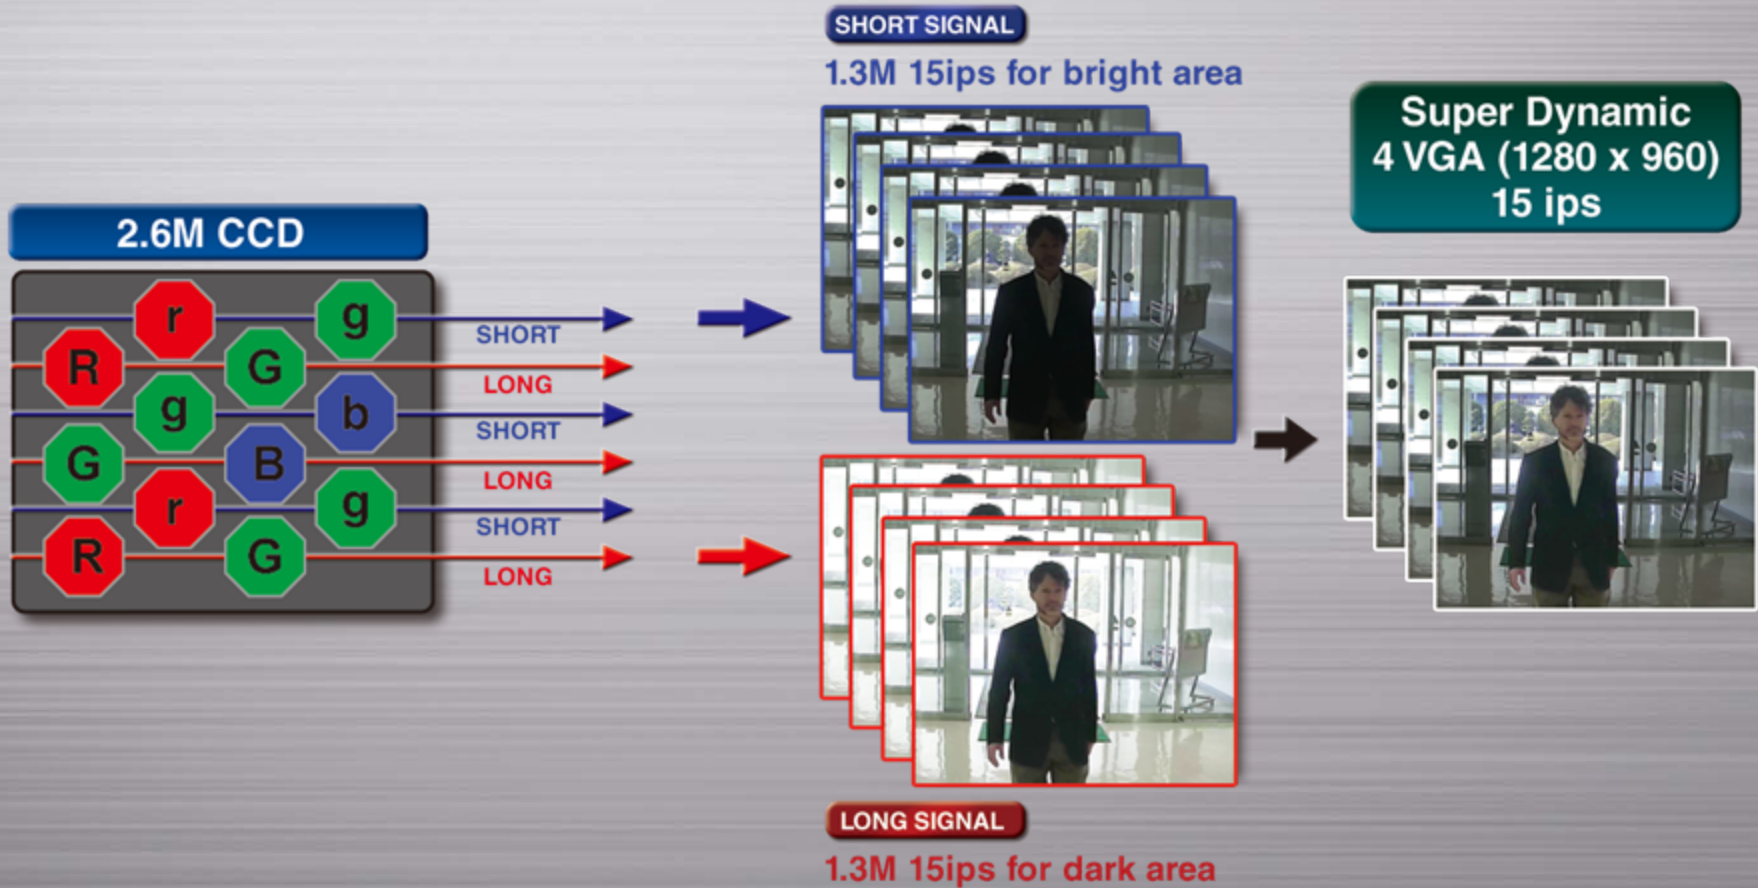 SHORT SIGNAL
1.3M 15ips for bright area
Super Dynamic
4 VGA (1280 x 960)
15 ips
2.6M CCD
r g
SHORT
R G
LONG
g b
SHORT
G B
LONG
r g
SHORT
R G
LONG
LONG SIGNAL
1.3M 15ips for dark area